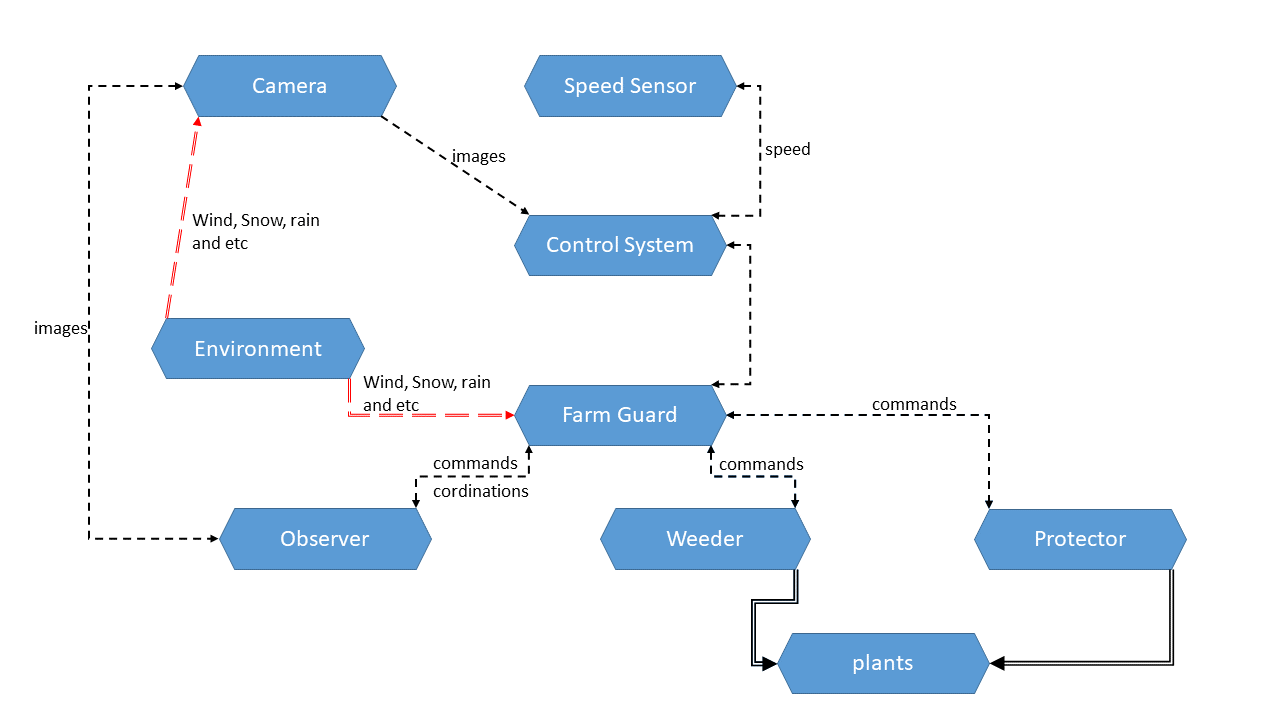 Camera
Speed Sensor
images
speed
Wind, Snow, rain
and etc
Control System
images
Environment
Wind, Snow, rain
and etc
Farm Guard
commands
commands
cordinations
commands
Observer
Weeder
Protector
plants